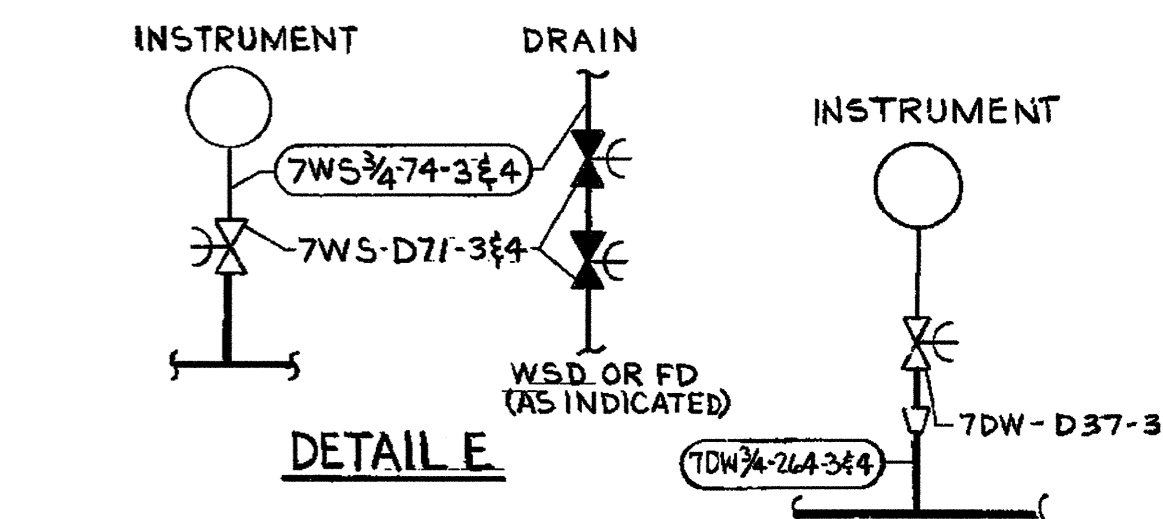 INSTRUMENT
DRAIN
INSTRUMENT
7WS¾-74-3&4
7WS-D71-3&4
WSD OR FD
(AS INDICATED)
7DW-D37-3
DETAIL E
7DW¾-264-3&4